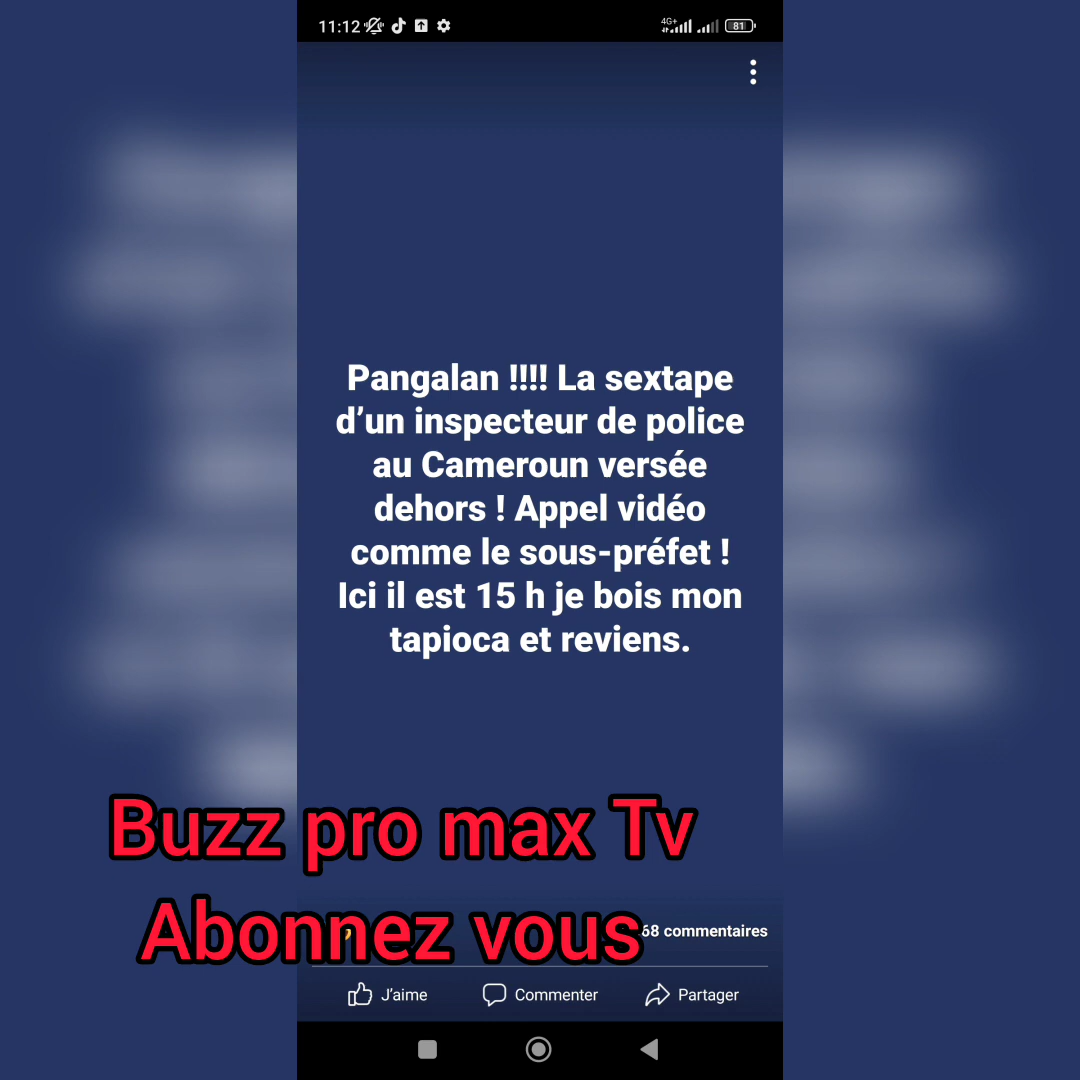 11:12
4G+
81
Pangalan !!!! La sextape
d’un inspecteur de police
au Cameroun versée
dehors ! Appel vidéo
comme le sous-préfet !
Ici il est 15 h je bois mon
tapioca et reviens.
Buzz pro max Tv
Abonnez vous
68 commentaires
J’aime
Commenter
Partager